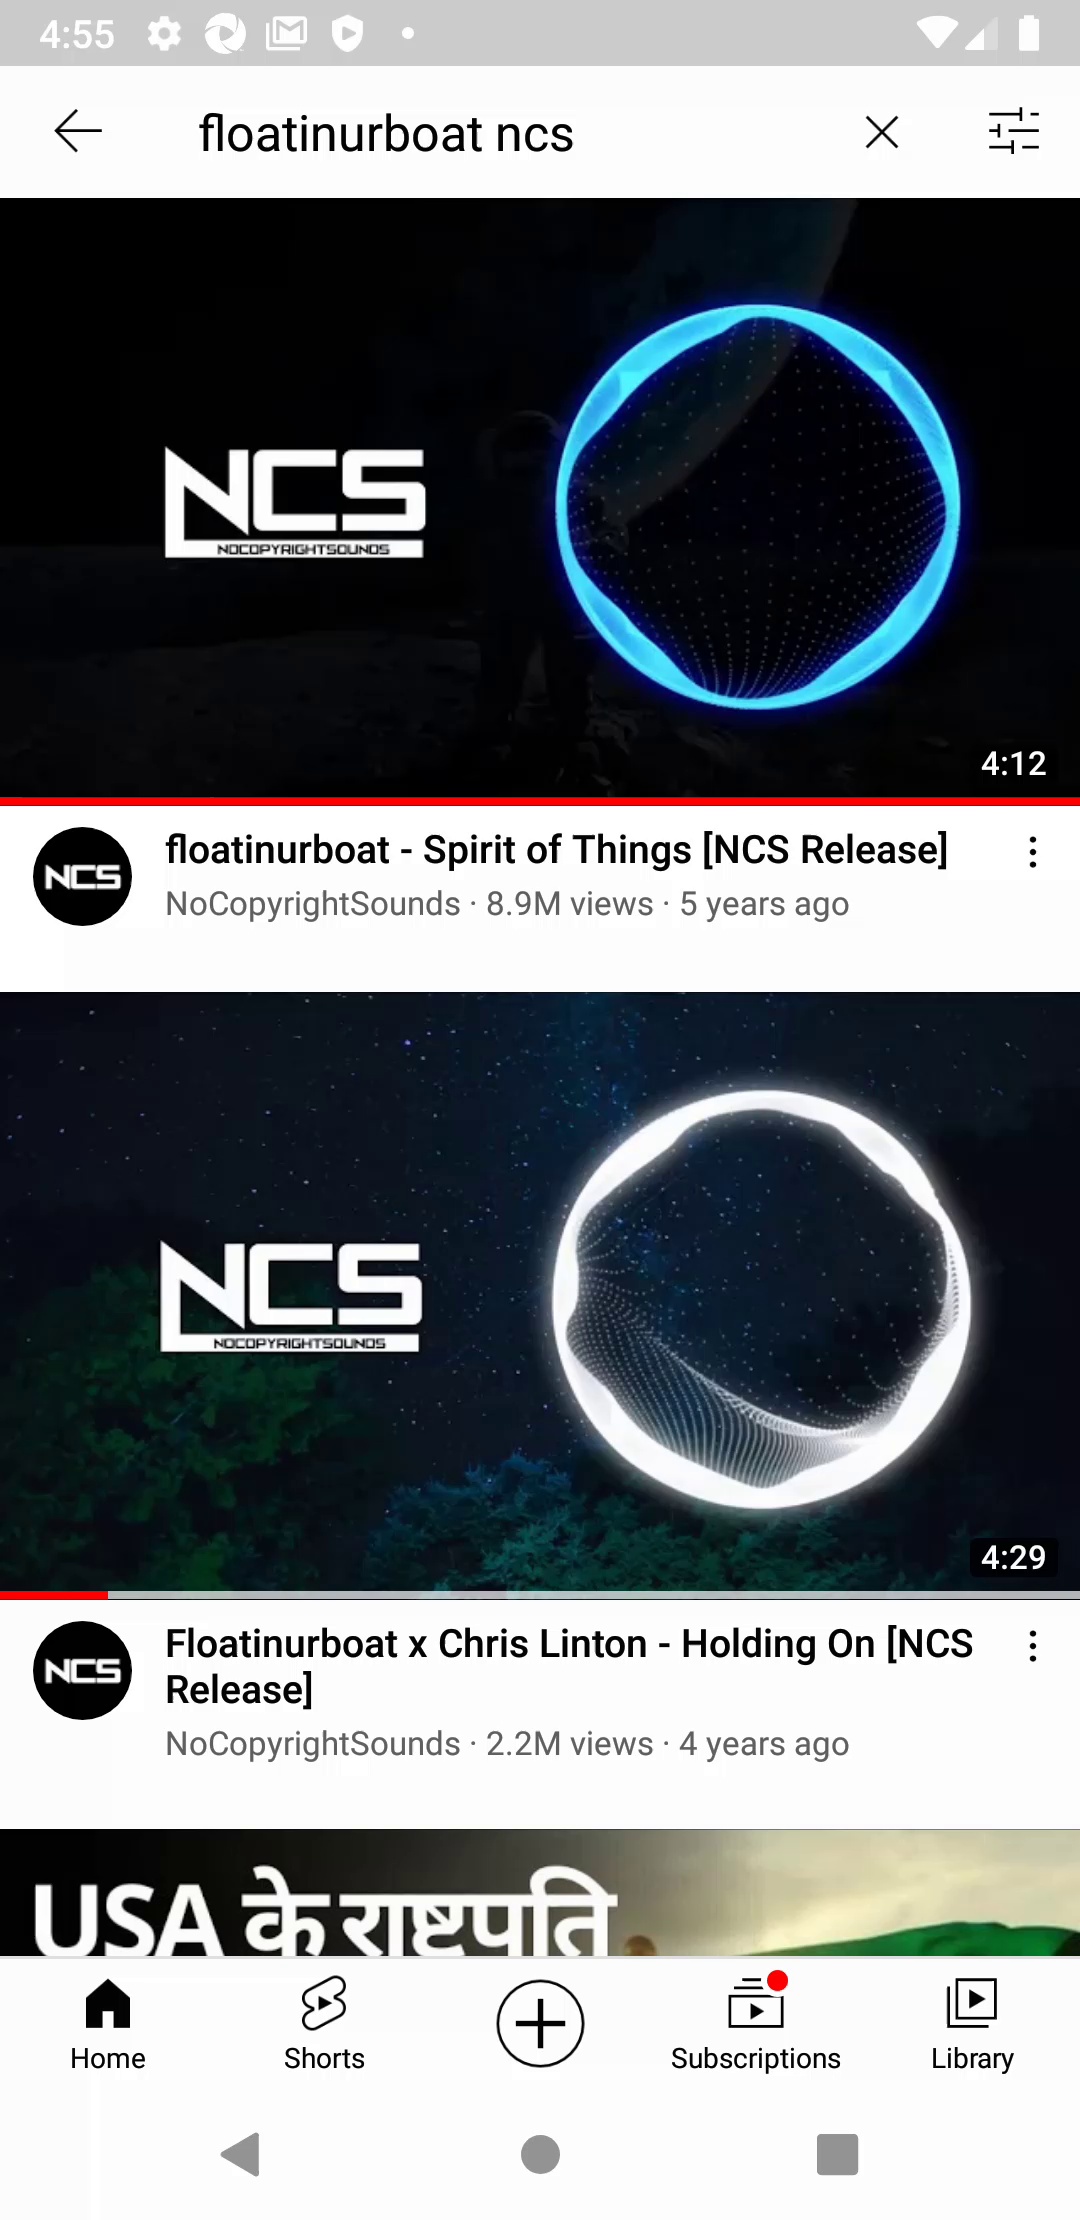 4:55
floatinurboat ncs
NCS
NOCOPYRIGHTSOUNDS
4:12
NCS
floatinurboat - Spirit of Things [NCS Release]
NoCopyrightSounds · 8.9M views · 5 years ago
NCS
NOCOPYRIGHTSOUNDS
4:29
NCS
Floatinurboat x Chris Linton - Holding On [NCS
Release]
NoCopyrightSounds · 2.2M views · 4 years ago
USA के राष्टपति
Home
Shorts
Subscriptions
Library